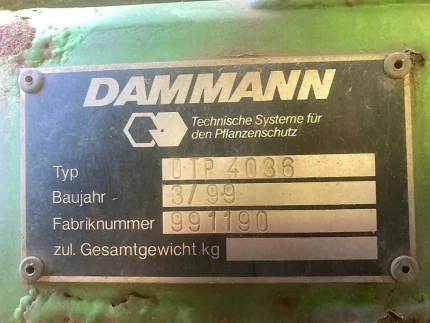 DAMMANN
Technische Systeme für
den Pflanzenschutz
Typ DTP 4036
Baujahr 3/99
Fabriknummer 991190
zul. Gesamtgewicht kg